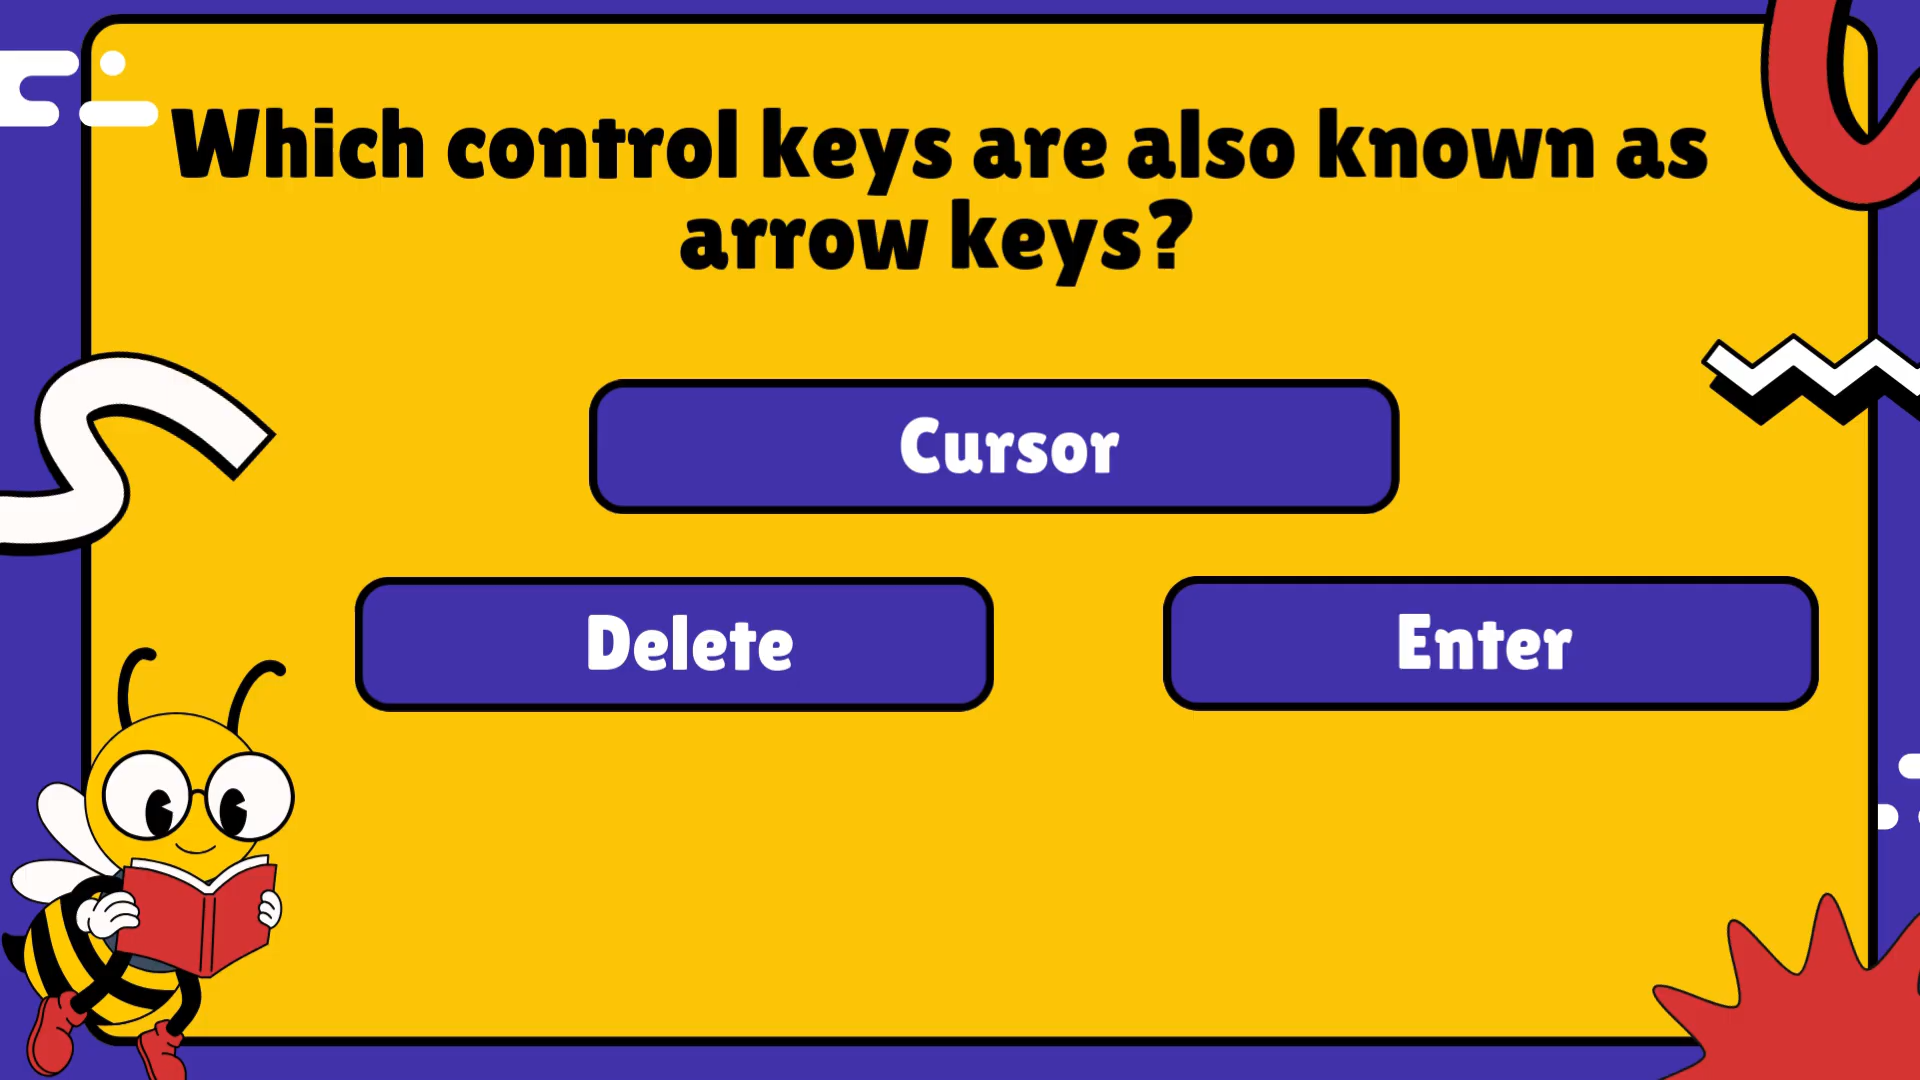 Which control keys are also known as
arrow keys?
Cursor
Delete
Enter